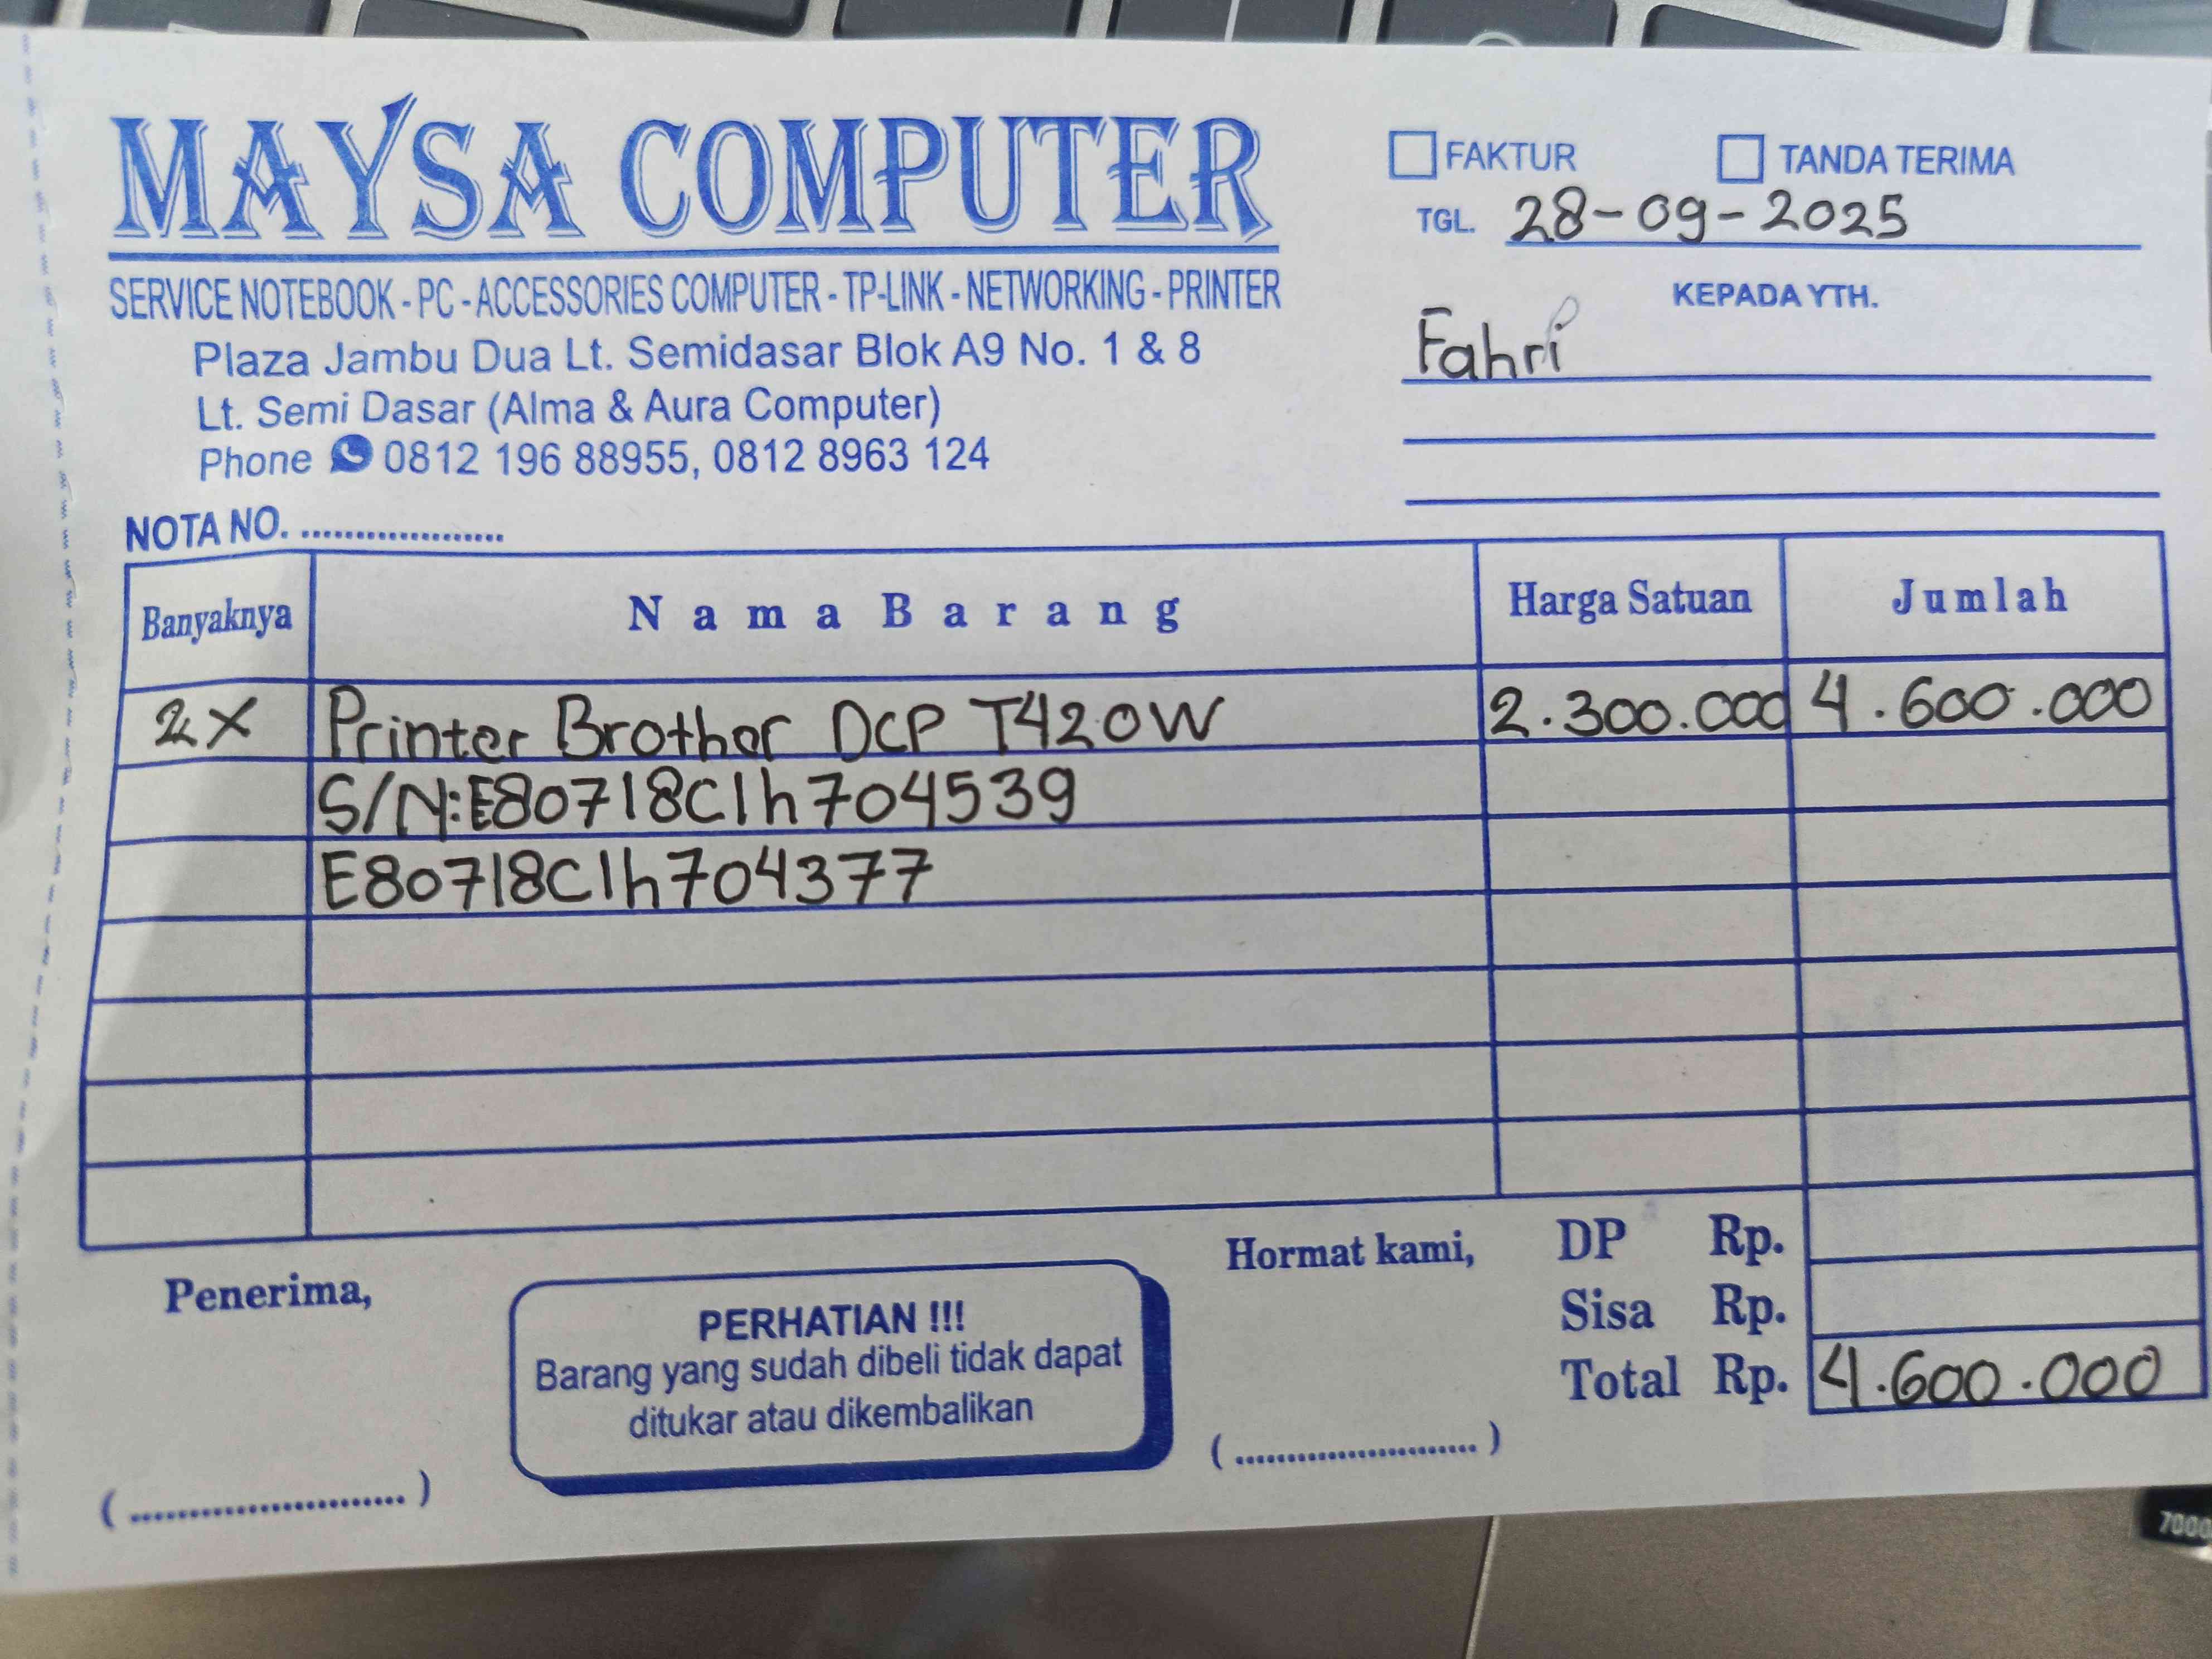 MAYSA COMPUTER
SERVICE NOTEBOOK - PC - ACCESSORIES COMPUTER - TP-LINK - NETWORKING - PRINTER
Plaza Jambu Dua Lt. Semidasar Blok A9 No. 1 & 8
Lt. Semi Dasar (Alma & Aura Computer)
Phone 0812 196 88955, 0812 8963 124
NOTA NO. ...................
FAKTUR TANDA TERIMA
TGL. 28-09-2025
KEPADA YTH.
Fahri
Banyaknya Nama Barang Harga Satuan Jumlah
2X Printer Brother DCP T420W 2.300.000 4.600.000
S/N:E80718C1h704539
E80718C1h704377
Penerima,
(.........................)
PERHATIAN !!!
Barang yang sudah dibeli tidak dapat
ditukar atau dikembalikan
Hormat kami,
(.........................)
DP Rp.
Sisa Rp.
Total Rp. 4.600.000
7000